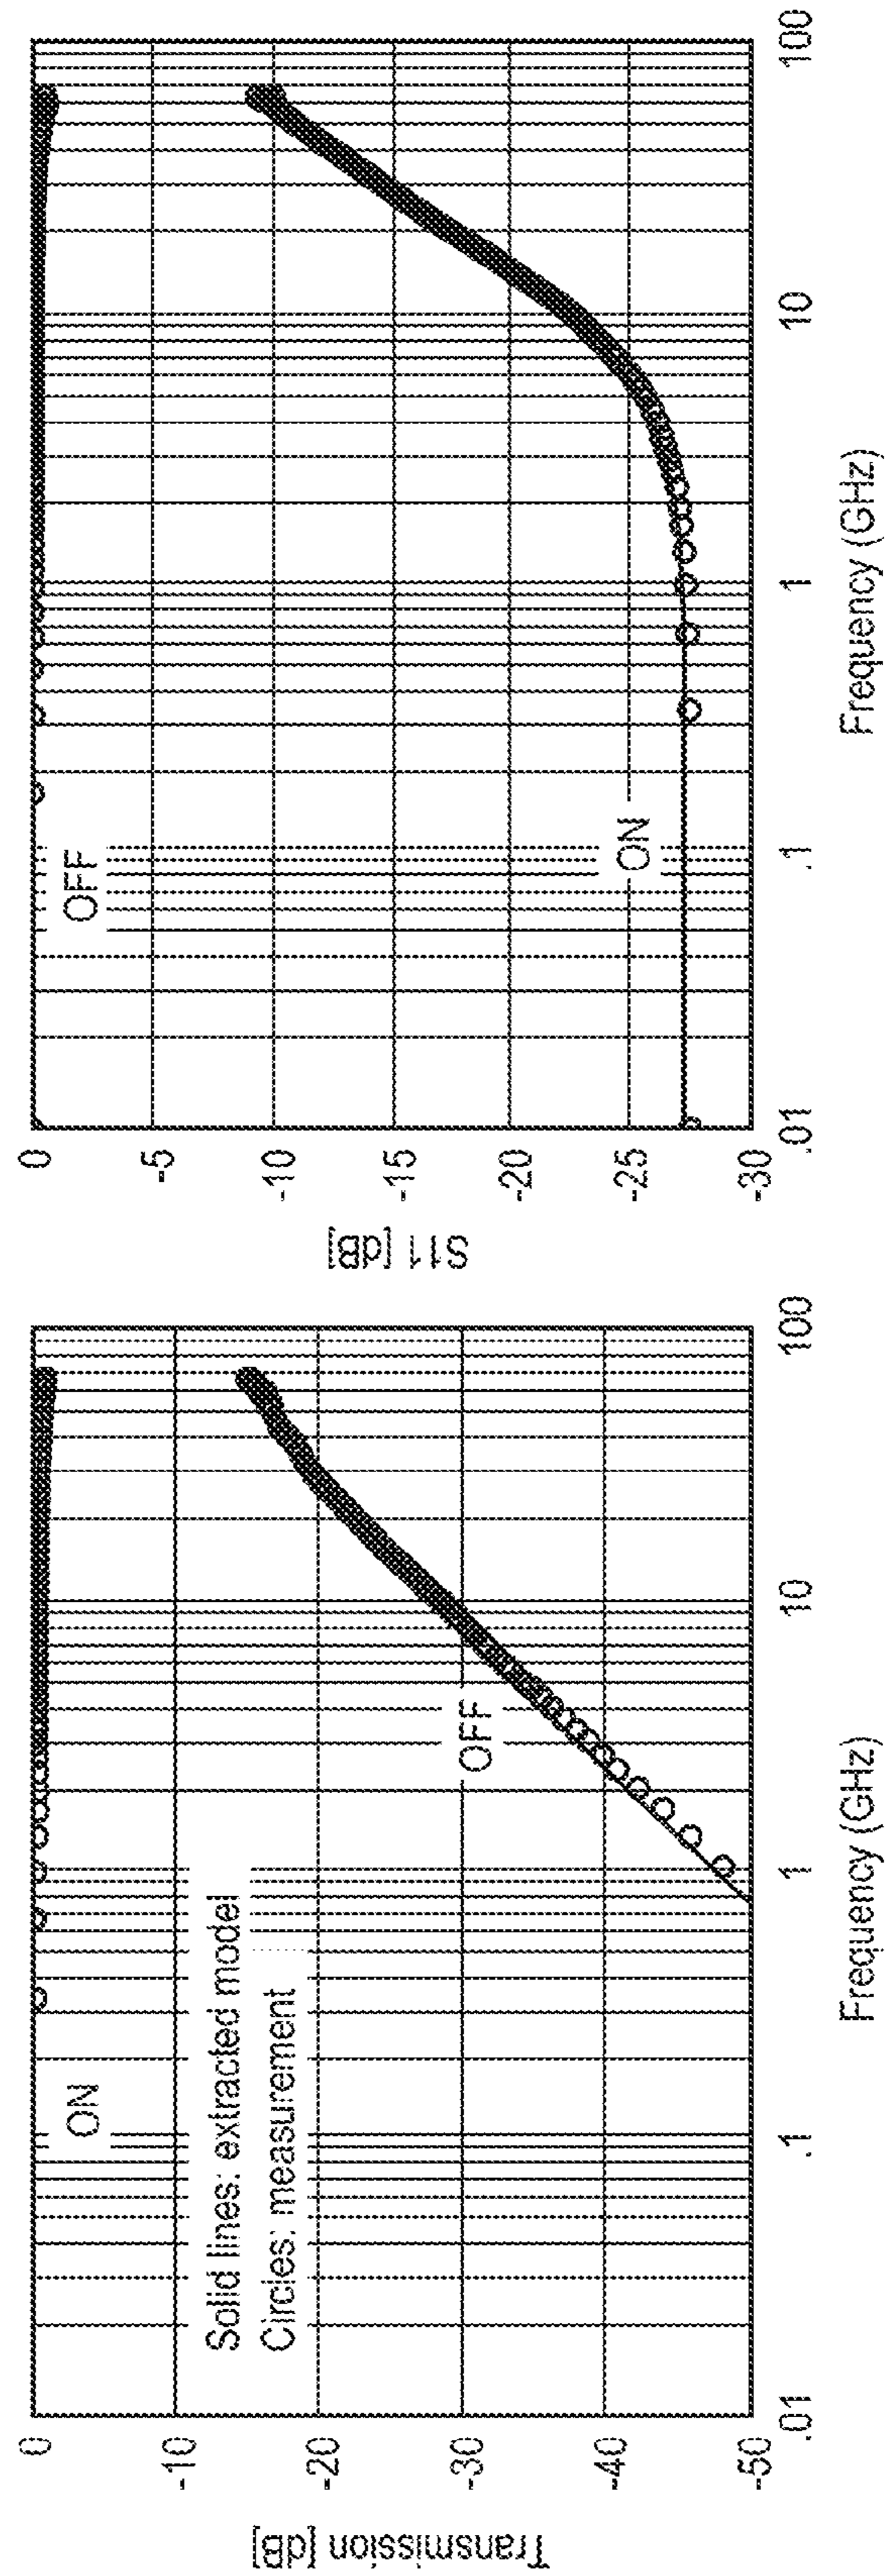 Transmission [dB]
0
-10
-20
-30
-40
-50
ON
Solid lines: extracted model
Circles: measurement
OFF
.01
.1
1
10
100
Frequency (GHz)
S11 [dB]
0
-5
-10
-15
-20
-25
-30
OFF
ON
.01
.1
1
10
100
Frequency (GHz)